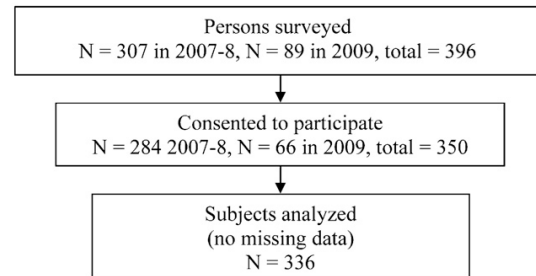 Persons surveyed
N = 307 in 2007-8, N = 89 in 2009, total = 396
Consented to participate
N = 284 2007-8, N = 66 in 2009, total = 350
Subjects analyzed
(no missing data)
N = 336